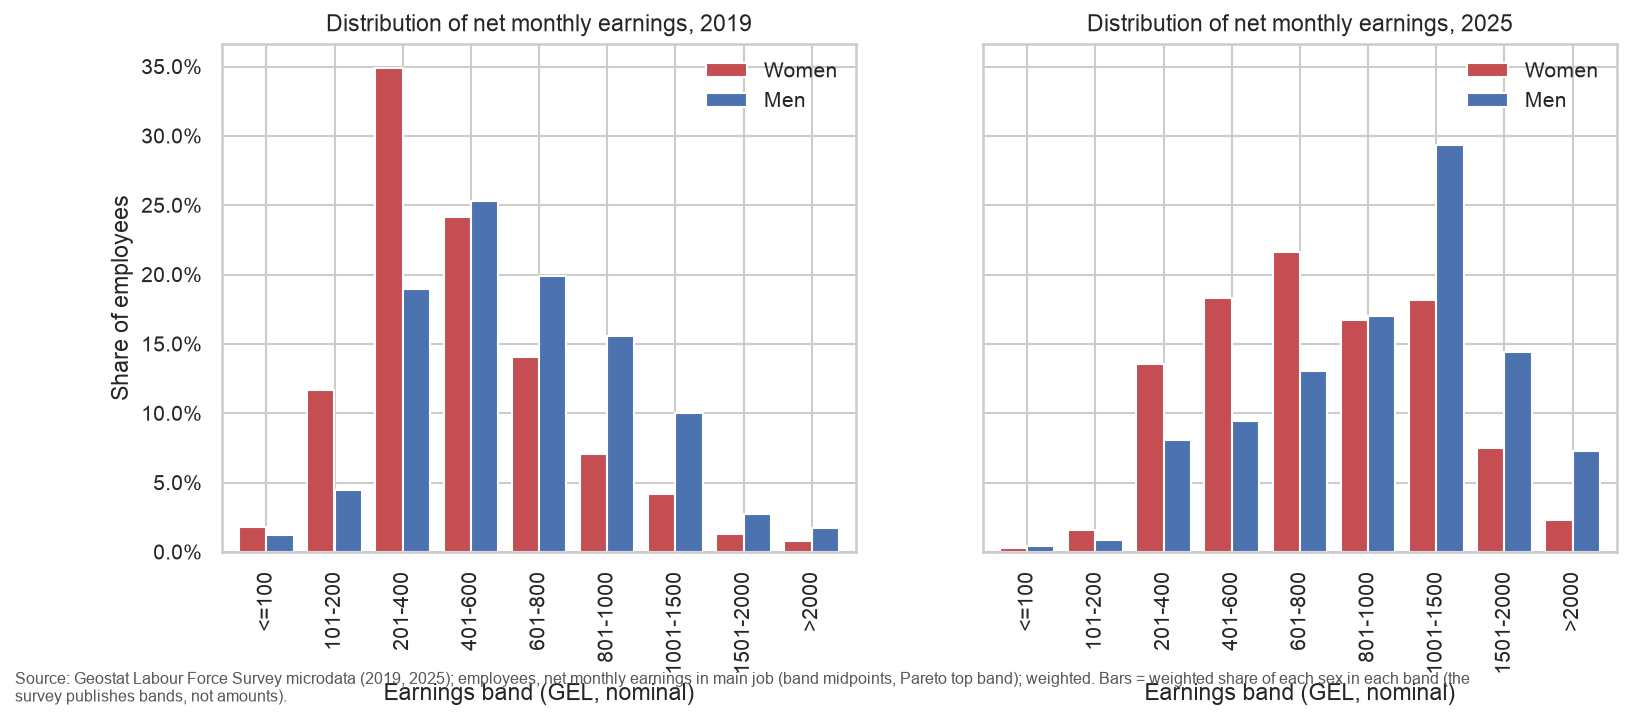 Distribution of net monthly earnings, 2019
Women
Men
Share of employees
35.0%
30.0%
25.0%
20.0%
15.0%
10.0%
5.0%
0.0%
<=100
101-200
201-400
401-600
601-800
801-1000
1001-1500
1501-2000
>2000
Earnings band (GEL, nominal)
Distribution of net monthly earnings, 2025
Women
Men
<=100
101-200
201-400
401-600
601-800
801-1000
1001-1500
1501-2000
>2000
Earnings band (GEL, nominal)
Source: Geostat Labour Force Survey microdata (2019, 2025); employees, net monthly earnings in main job (band midpoints, Pareto top band); weighted. Bars = weighted share of each sex in each band (the
survey publishes bands, not amounts).